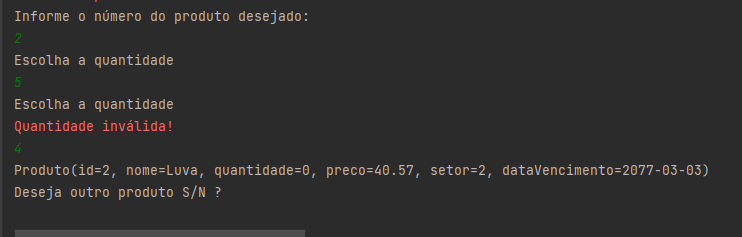 Informe o número do produto desejado:
2
Escolha a quantidade
5
Escolha a quantidade
Quantidade inválida!
4
Produto(id=2, nome=Luva, quantidade=0, preco=40.57, setor=2, dataVencimento=2077-03-03)
Deseja outro produto S/N ?